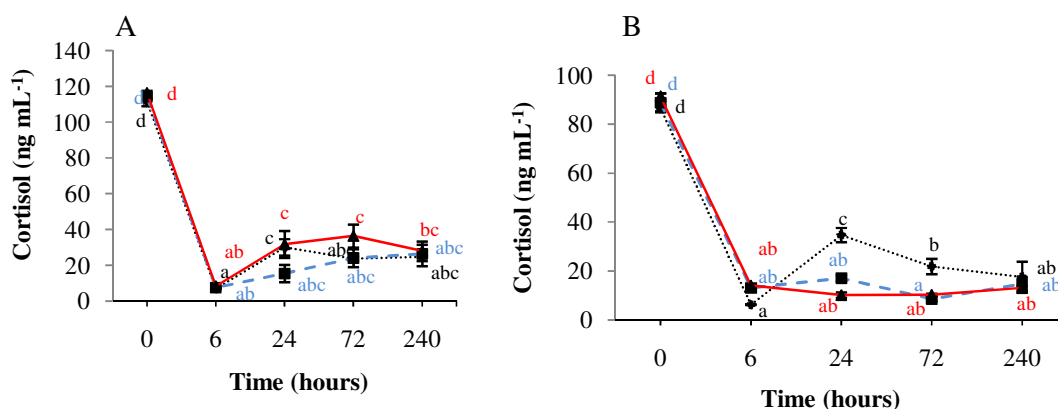 A
Cortisol (ng mL-1)
140
120
100
80
60
40
20
0
d
d
d
ab
a
ab
c
c
abc
c
ab
abc
bc
abc
abc
0 6 24 72 240
Time (hours)
B
Cortisol (ng mL-1)
100
80
60
40
20
0
d
d
d
ab
ab
a
c
ab
ab
b
a
ab
ab
ab
ab
0 6 24 72 240
Time (hours)